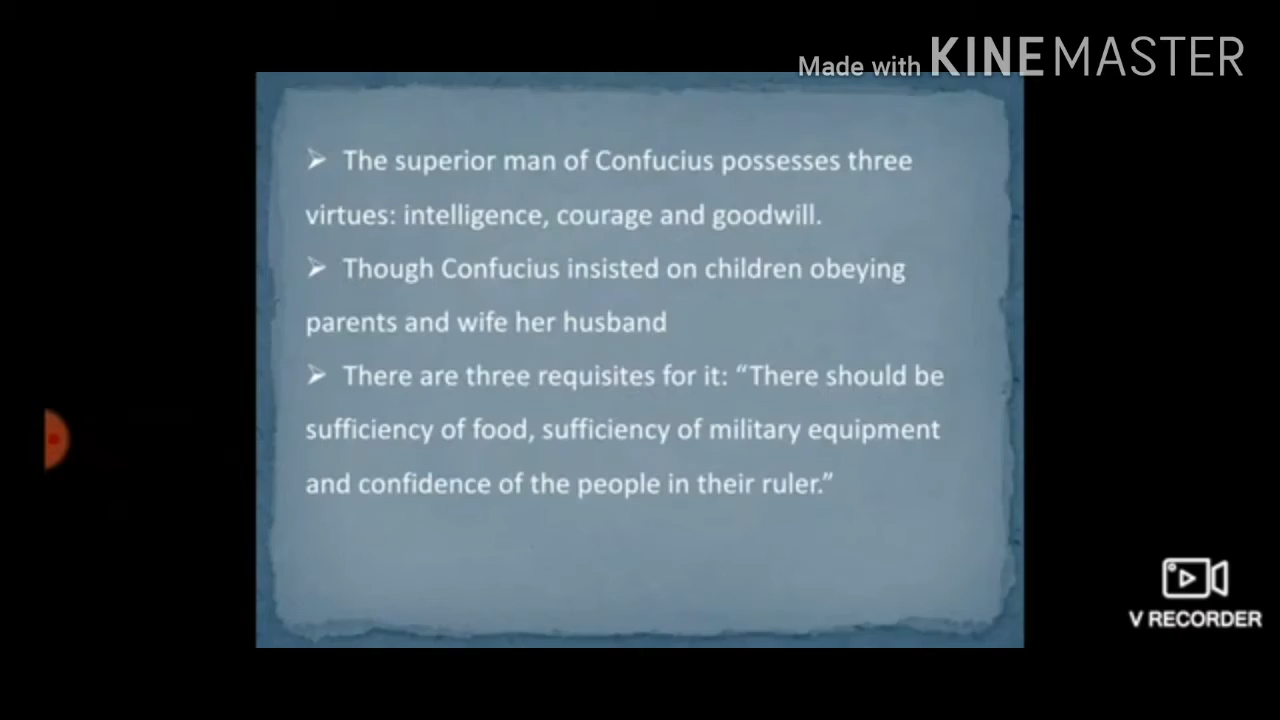 Made with KINEMASTER
➢ The superior man of Confucius possesses three
virtues: intelligence, courage and goodwill.
➢ Though Confucius insisted on children obeying
parents and wife her husband
➢ There are three requisites for it: “There should be
sufficiency of food, sufficiency of military equipment
and confidence of the people in their ruler.”
V RECORDER